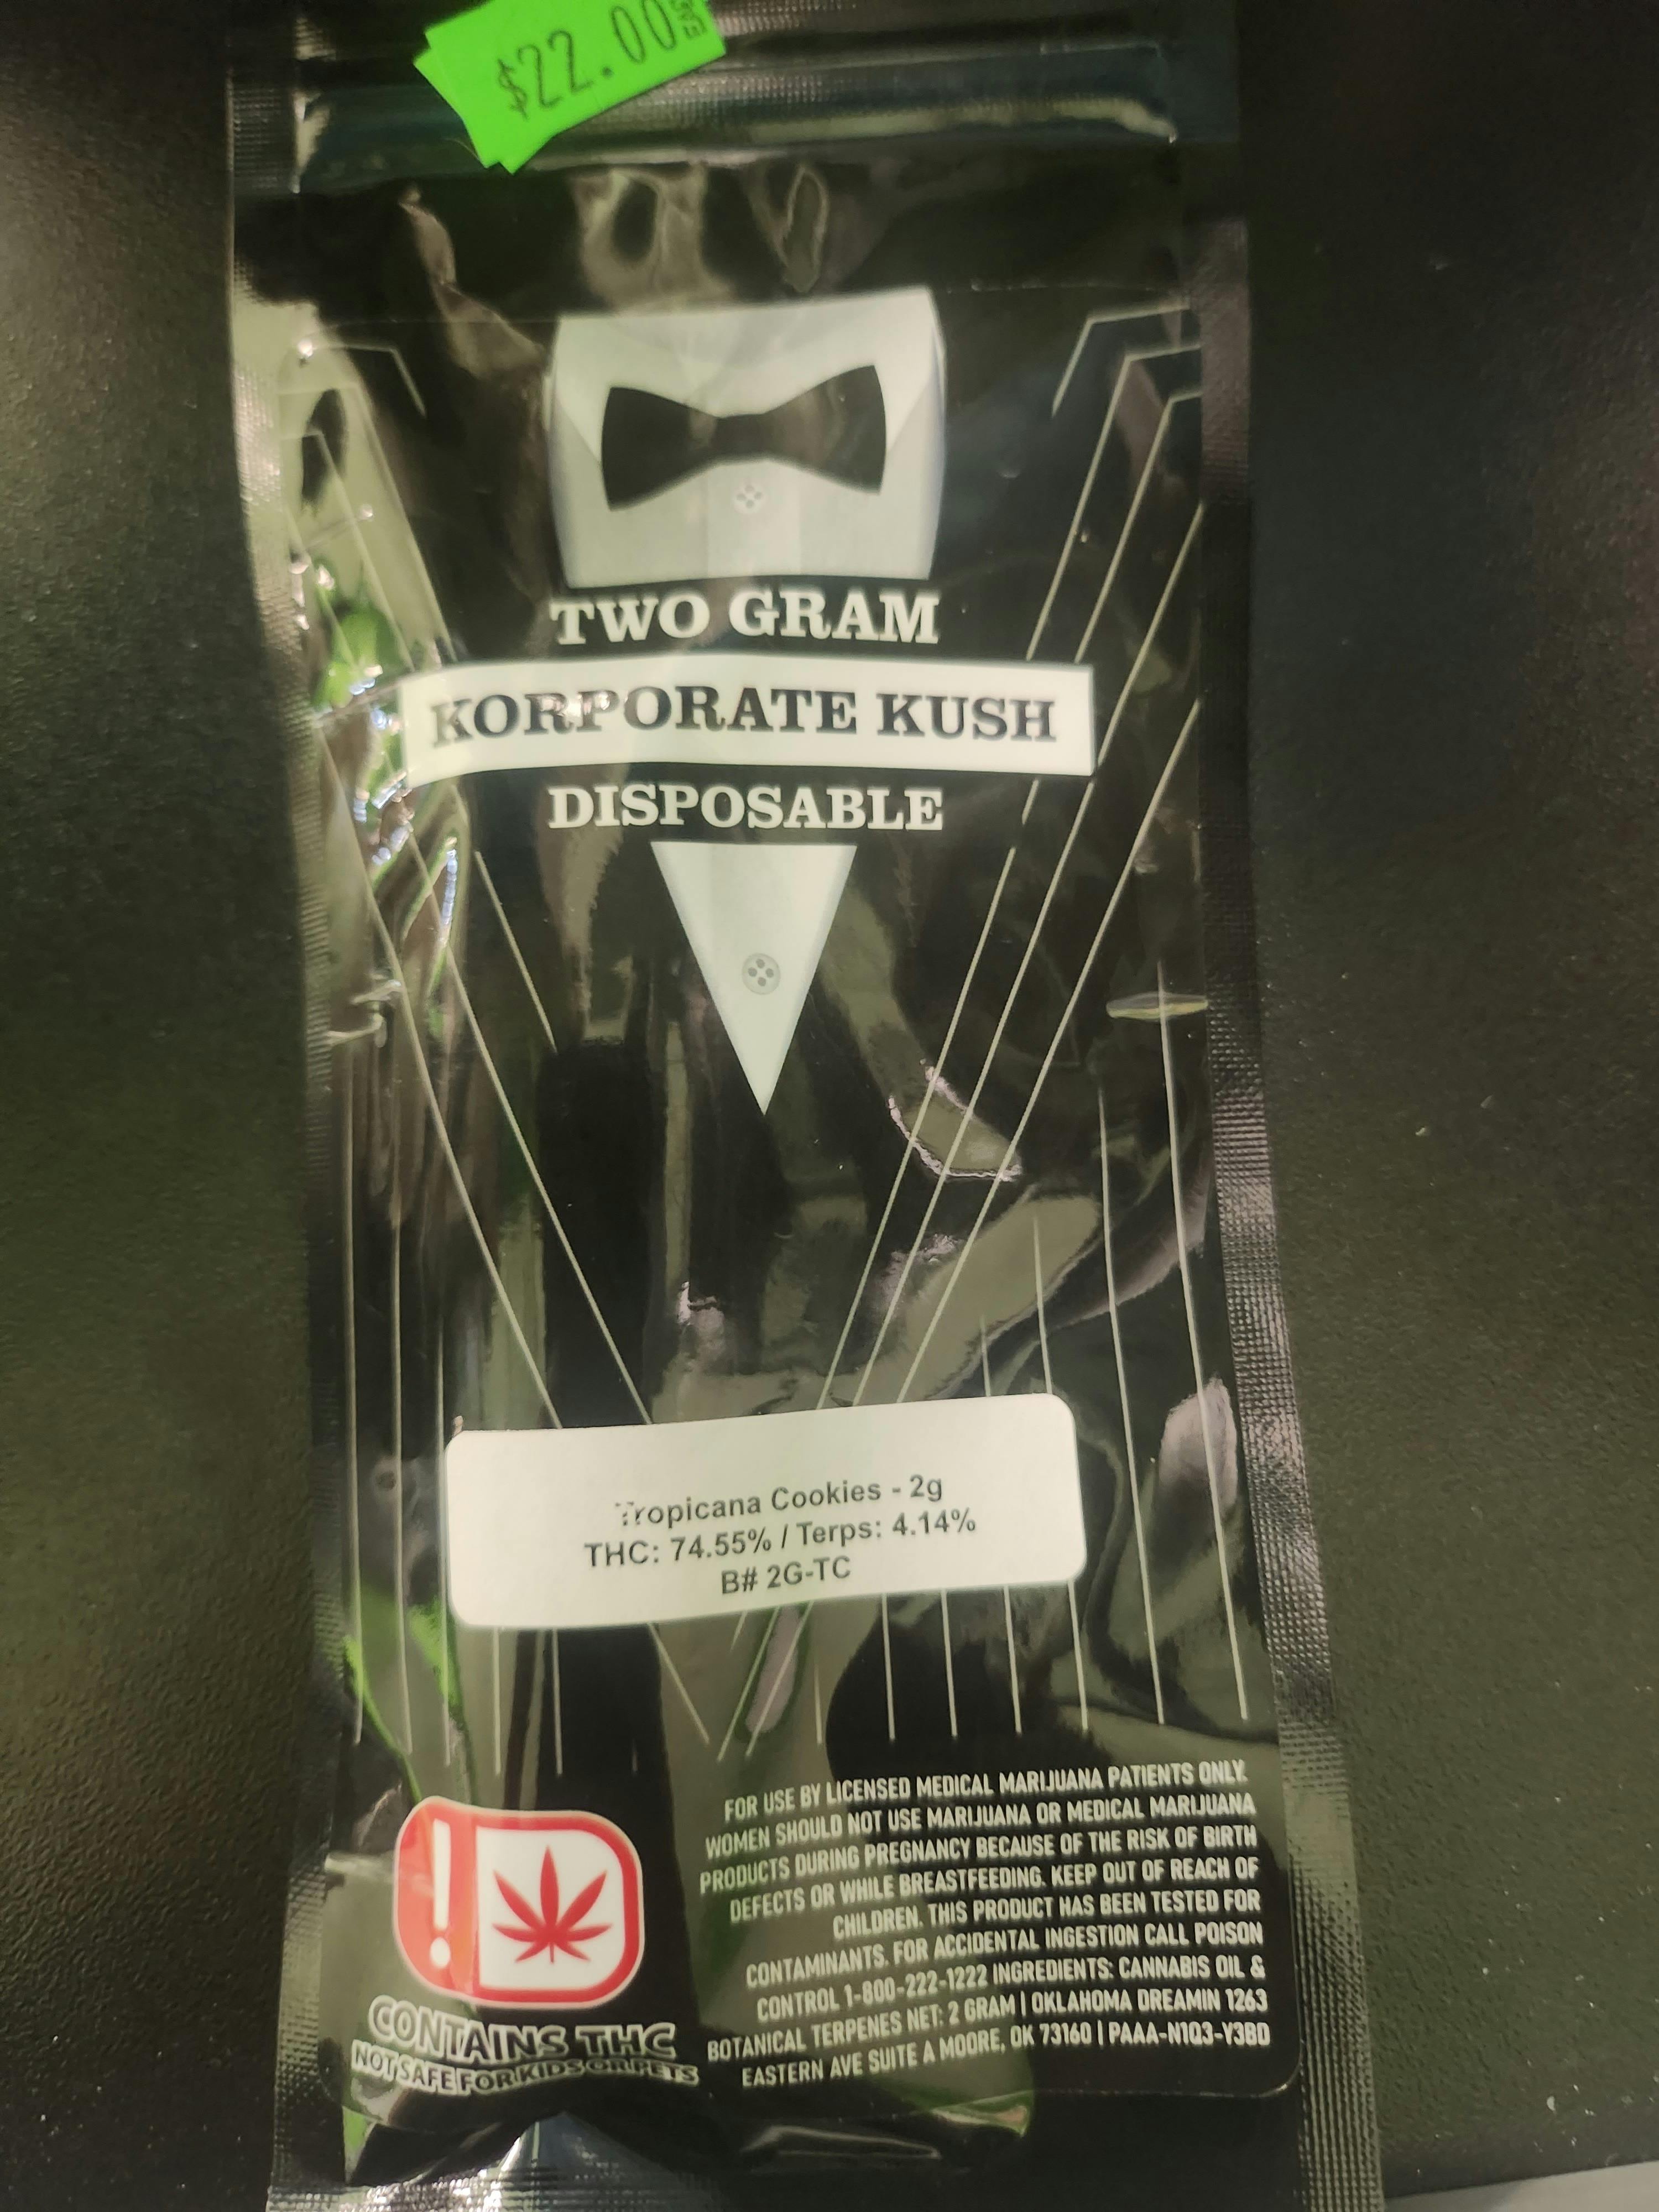 $22.00
TWO GRAM
KORPORATE KUSH
DISPOSABLE
Tropicana Cookies - 2g
THC: 74.55% / Terps: 4.14%
B# 2G-TC
FOR USE BY LICENSED MEDICAL MARIJUANA PATIENTS ONLY.
WOMEN SHOULD NOT USE MARIJUANA OR MEDICAL MARIJUANA
PRODUCTS DURING PREGNANCY BECAUSE OF THE RISK OF BIRTH
DEFECTS OR WHILE BREASTFEEDING. KEEP OUT OF REACH OF
CHILDREN. THIS PRODUCT HAS BEEN TESTED FOR
CONTAMINANTS. FOR ACCIDENTAL INGESTION CALL POISON
CONTROL 1-800-222-1222 INGREDIENTS: CANNABIS OIL &
BOTANICAL TERPENES NET: 2 GRAM | OKLAHOMA DREAMIN 1263
EASTERN AVE SUITE A MOORE, OK 73160 | PAAA-N1Q3-Y3BD
!
CONTAINS THC
NOT SAFE FOR KIDS OR PETS